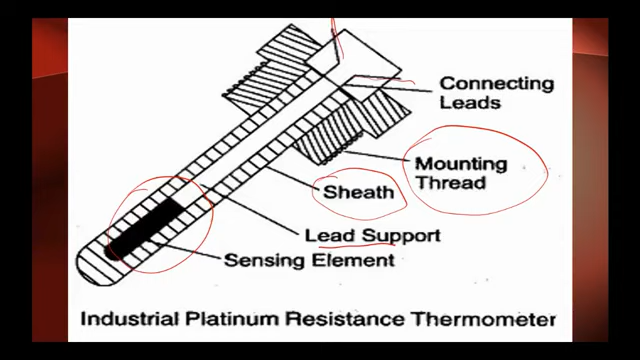 Connecting
Leads
Mounting
Thread
Sheath
Lead Support
Sensing Element
Industrial Platinum Resistance Thermometer